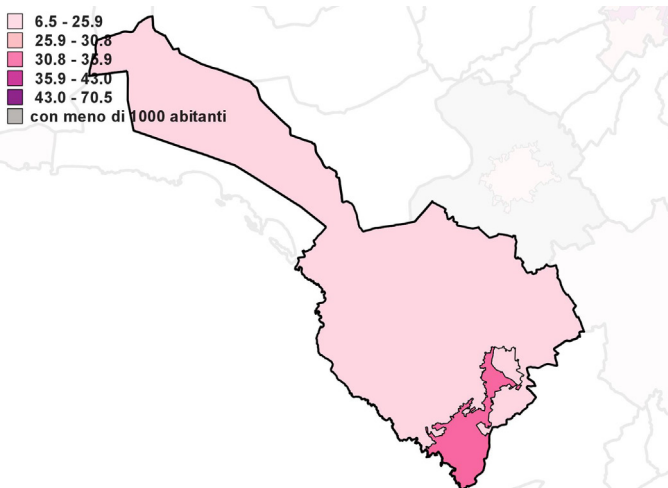 6.5 - 25.9
25.9 - 30.8
30.8 - 35.9
35.9 - 43.0
43.0 - 70.5
con meno di 1000 abitanti